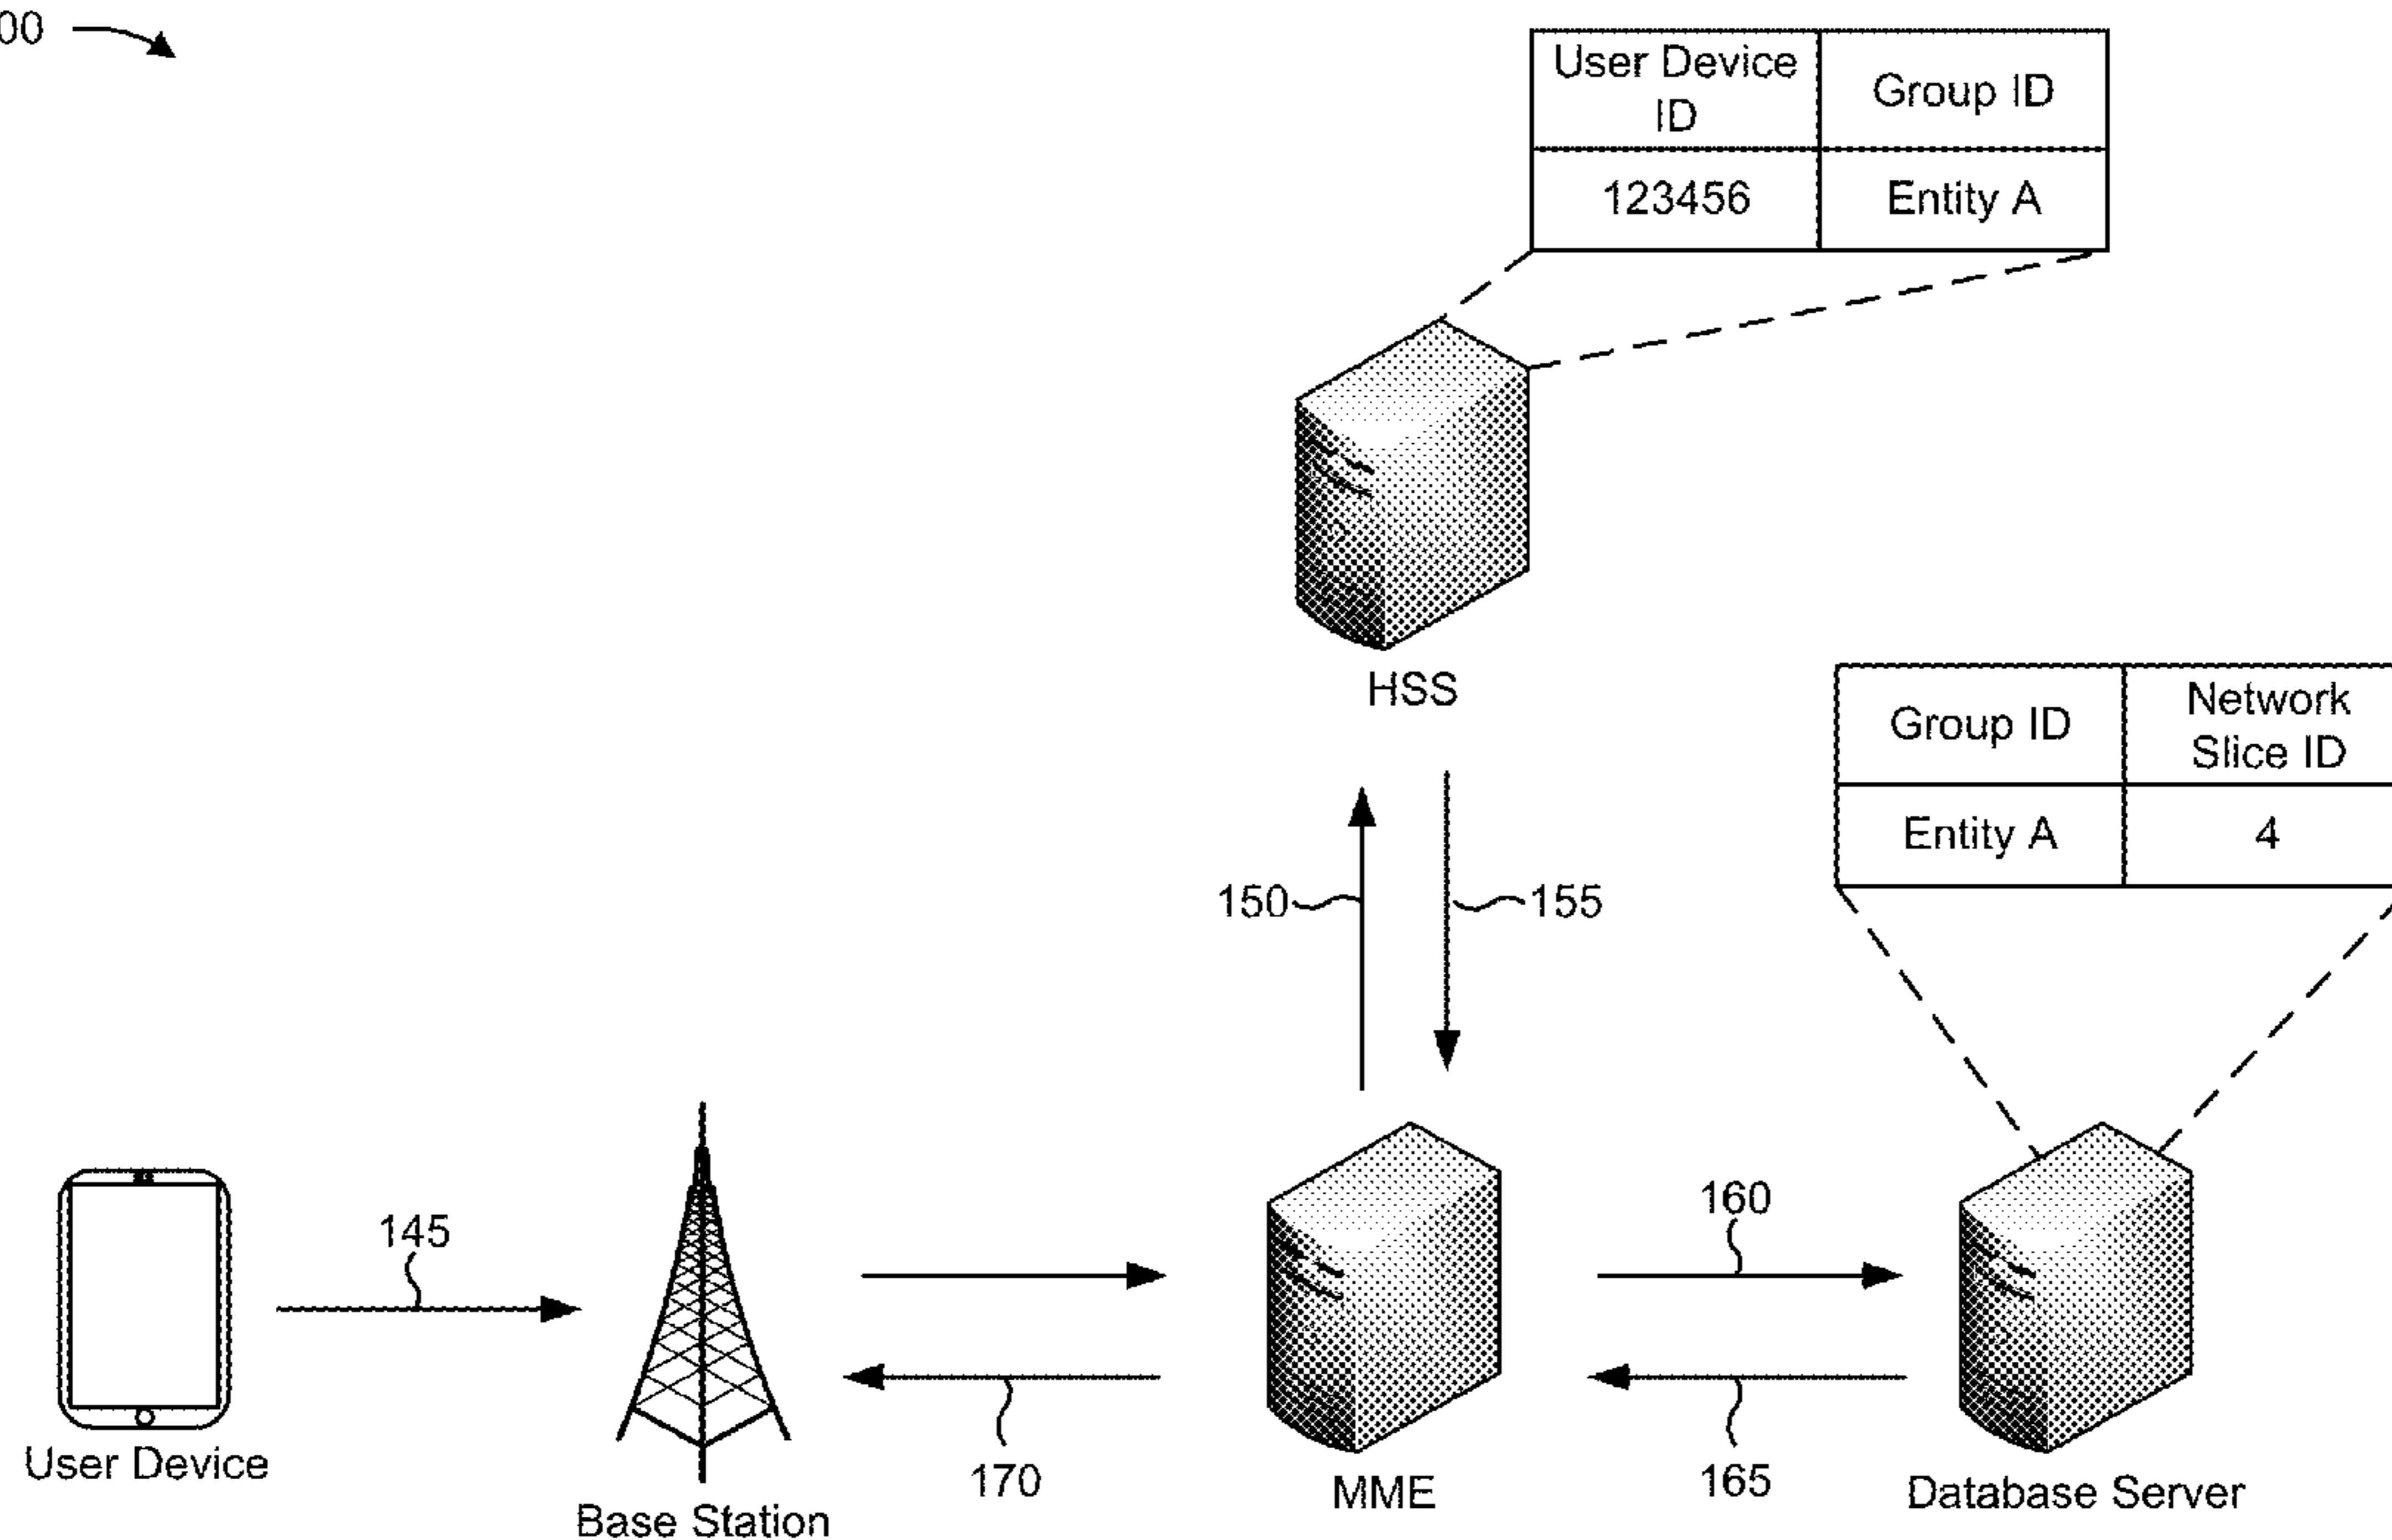 00
User Device
ID
Group ID
123456
Entity A
HSS
Group ID
Network
Slice ID
Entity A
4
150
155
145
160
170
165
User Device
Base Station
MME
Database Server